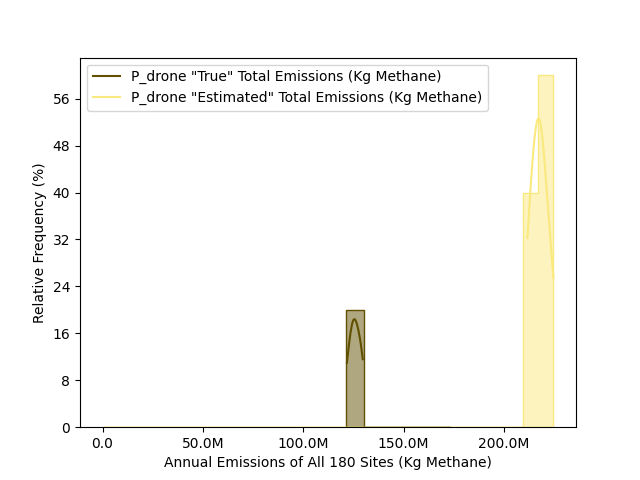 P_drone "True" Total Emissions (Kg Methane)
P_drone "Estimated" Total Emissions (Kg Methane)
56
48
40
32
24
16
8
0
Relative Frequency (%)
0.0 50.0M 100.0M 150.0M 200.0M
Annual Emissions of All 180 Sites (Kg Methane)